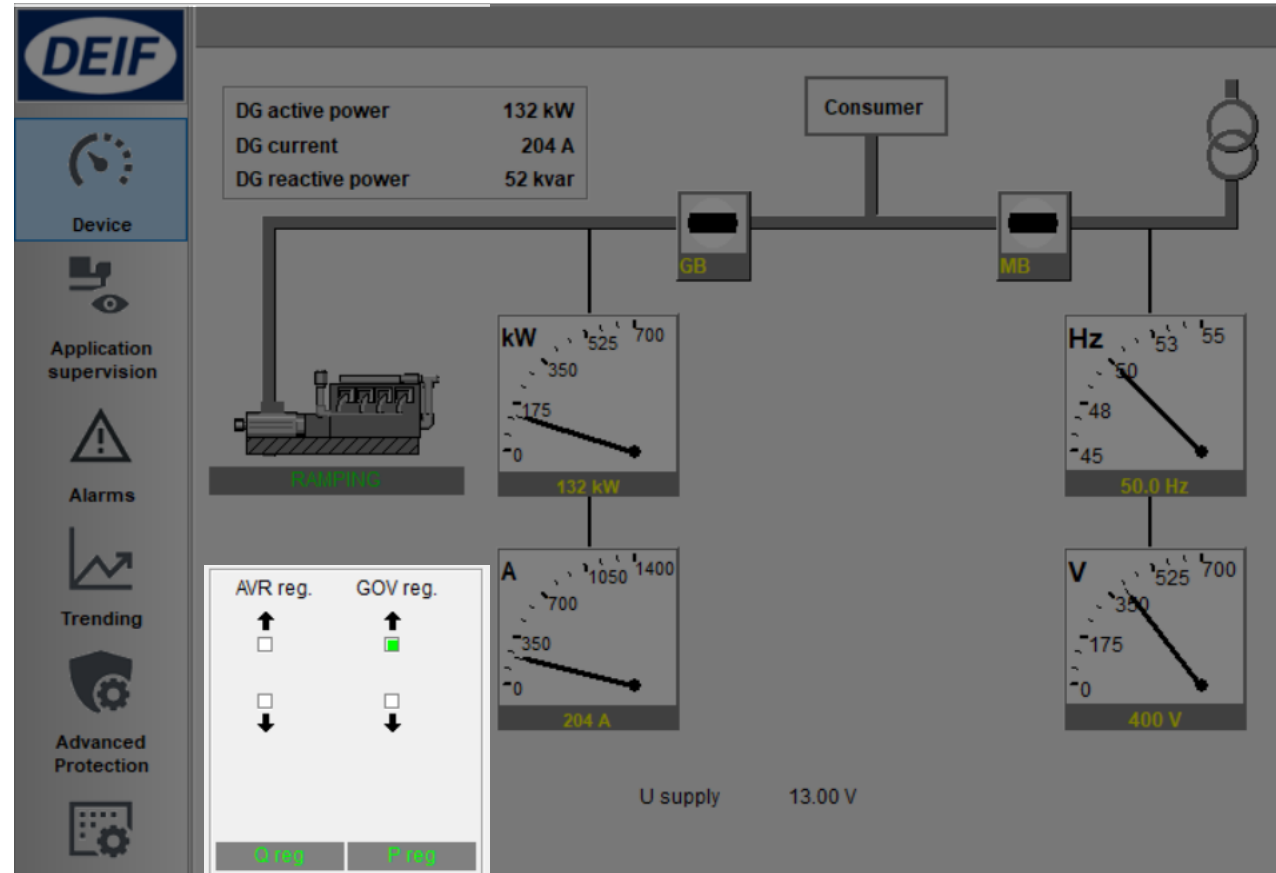 DEIF
Device
Application
supervision
Alarms
Trending
Advanced
Protection
DG active power 132 kW
DG current 204 A
DG reactive power 52 kvar
Consumer
GB
MB
RAMPING
kW
700
525
350
175
0
132 kW
Hz
55
53
50
48
45
50.0 Hz
AVR reg. GOV reg.
Q reg P reg
A
1400
1050
700
350
0
204 A
V
700
525
350
175
0
400 V
U supply 13.00 V